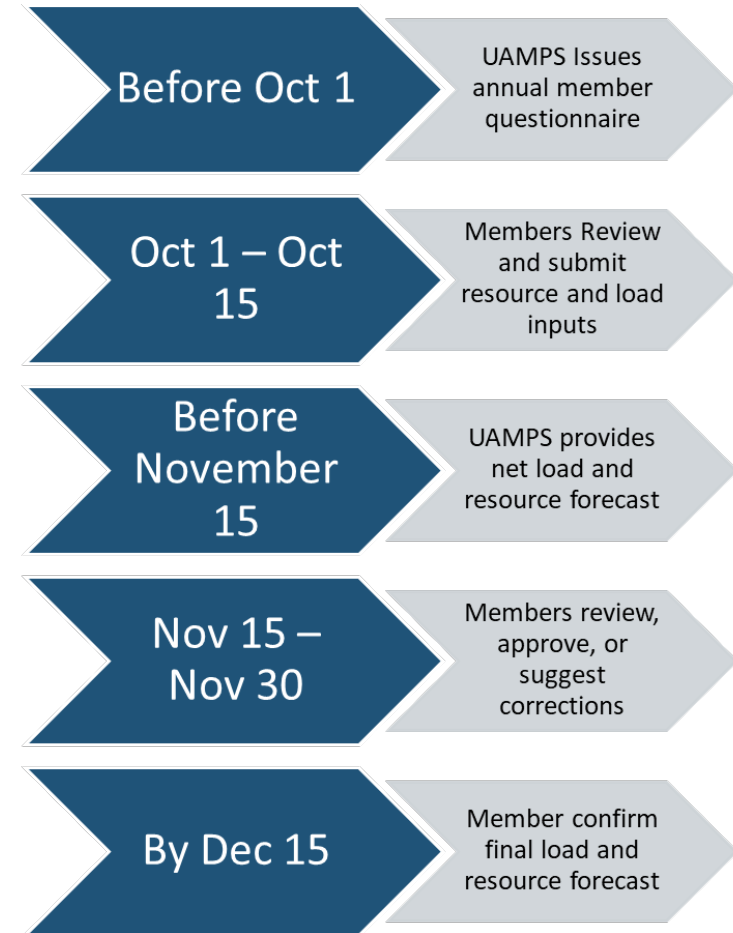 Before Oct 1
UAMPS Issues
annual member
questionnaire
Oct 1 – Oct
15
Members Review
and submit
resource and load
inputs
Before
November
15
UAMPS provides
net load and
resource forecast
Nov 15 –
Nov 30
Members review,
approve, or
suggest
corrections
By Dec 15
Member confirm
final load and
resource forecast